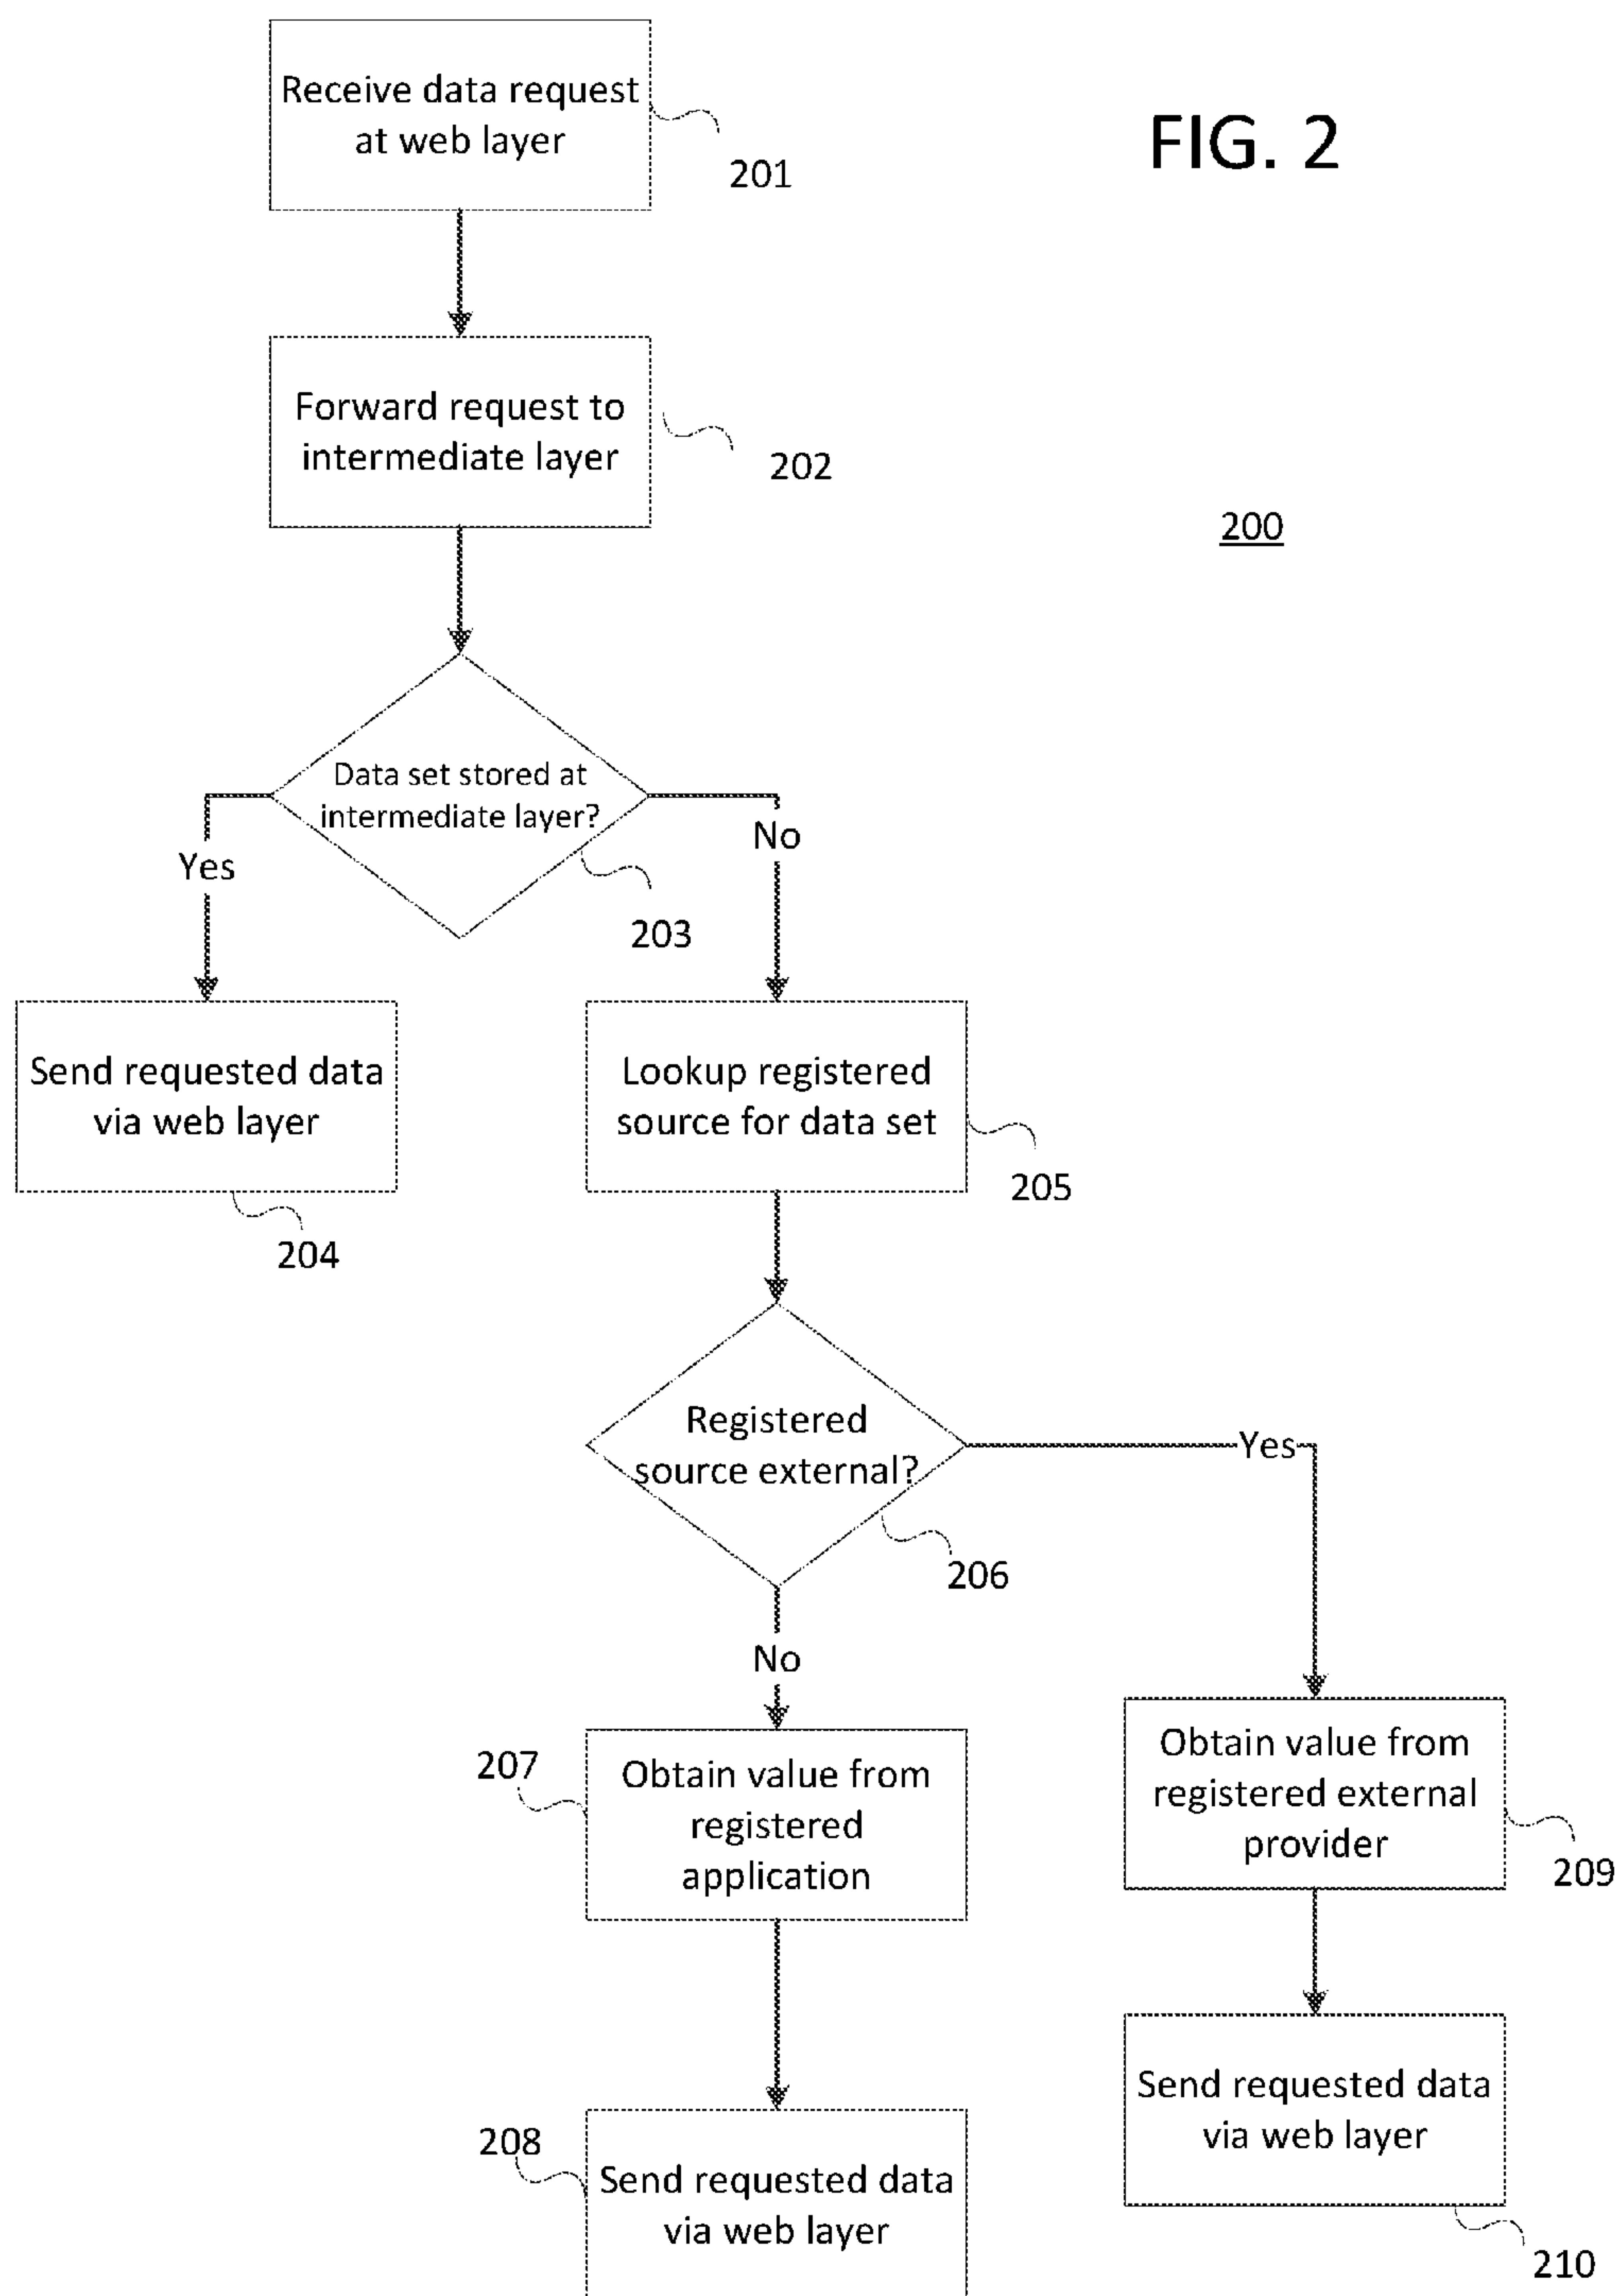 FIG. 2
200
Receive data request
at web layer
201
Forward request to
intermediate layer
202
Data set stored at
intermediate layer?
203
Yes
No
Send requested data
via web layer
204
Lookup registered
source for data set
205
Registered
source external?
206
Yes
No
207
Obtain value from
registered
application
Obtain value from
registered external
provider
209
208
Send requested data
via web layer
Send requested data
via web layer
210